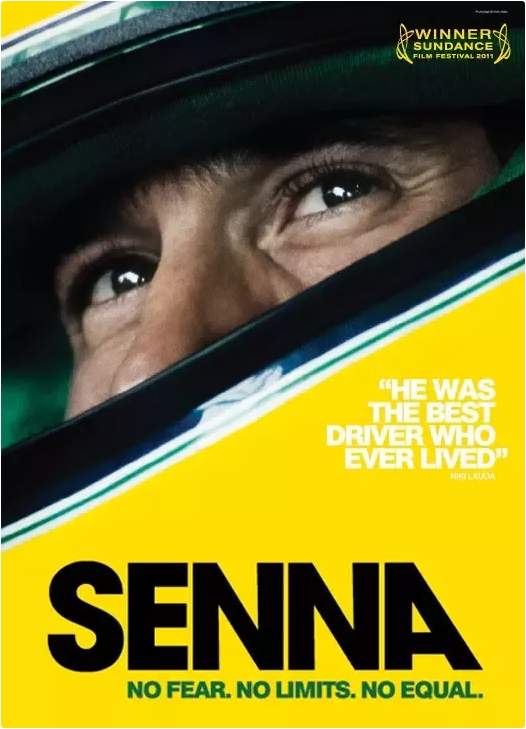 WINNER
SUNDANCE
FILM FESTIVAL 2011
“HE WAS
THE BEST
DRIVER WHO
EVER LIVED”
NIKI LAUDA
SENNA
NO FEAR. NO LIMITS. NO EQUAL.